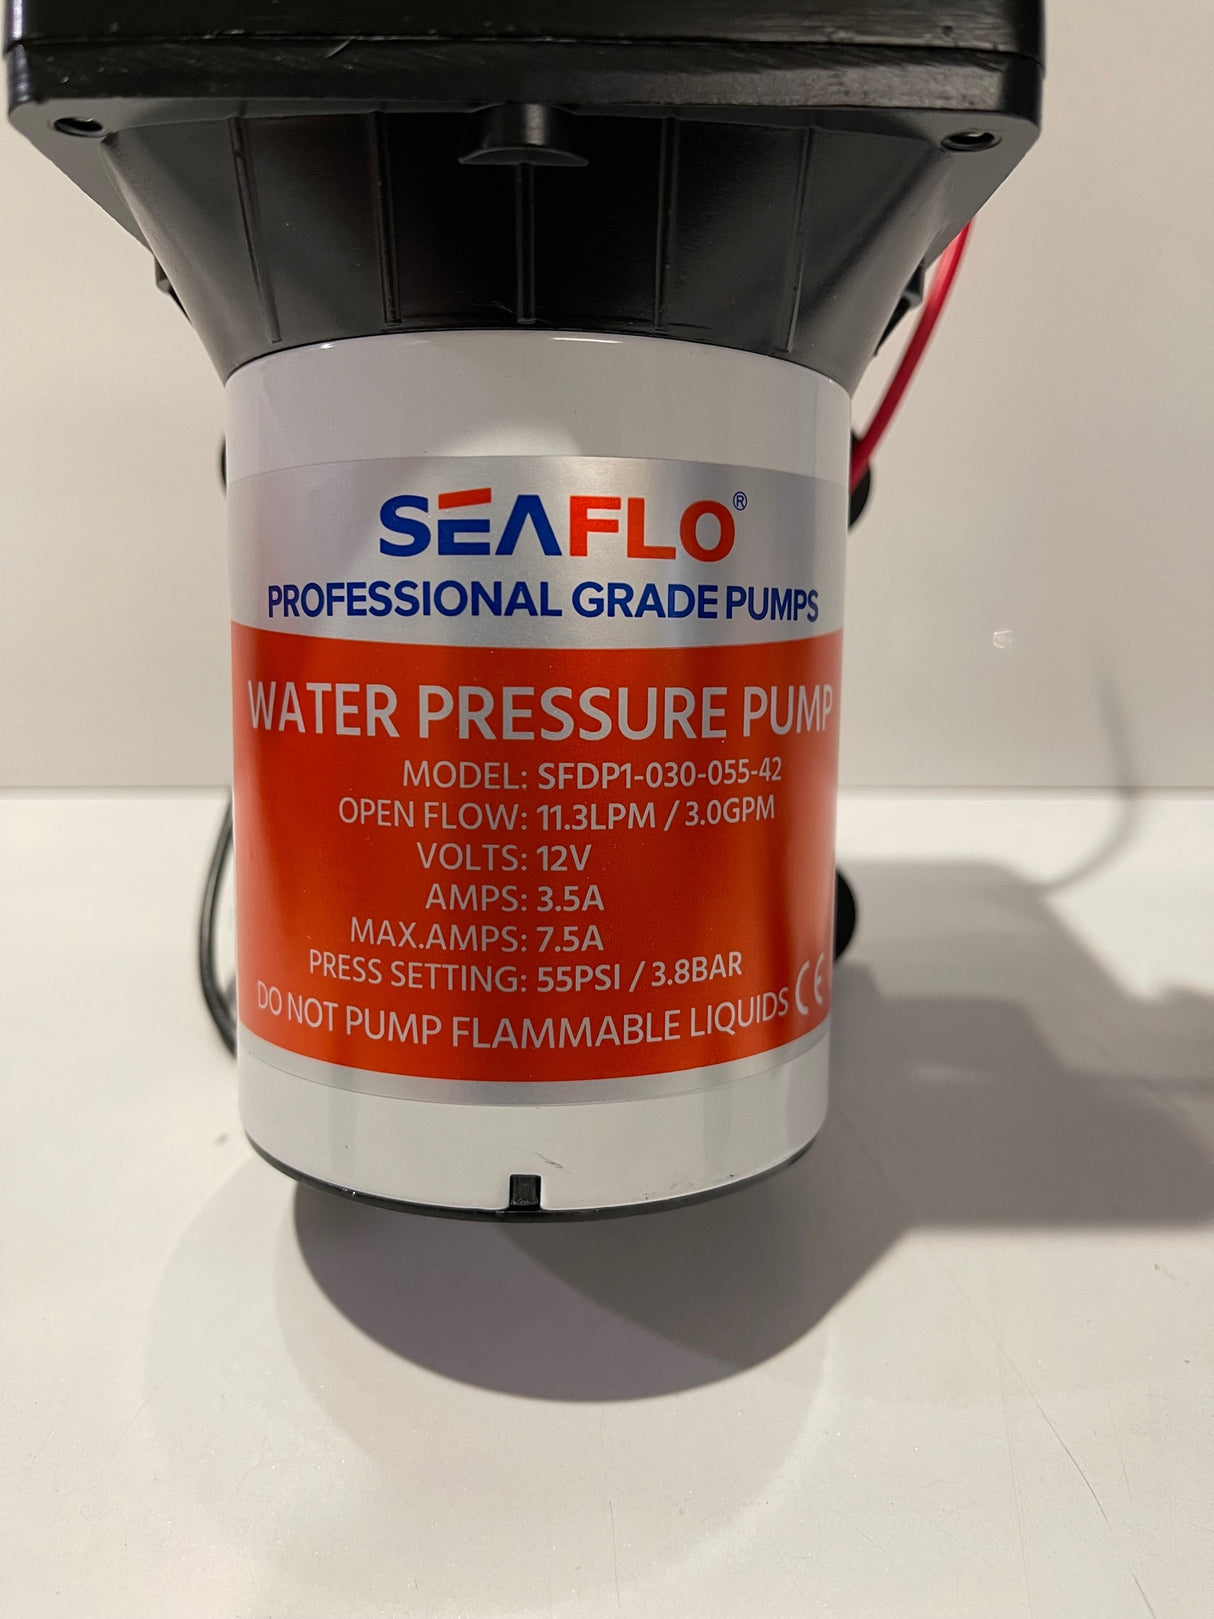 SEAFLO®
PROFESSIONAL GRADE PUMPS
WATER PRESSURE PUMP
MODEL: SFDP1-030-055-42
OPEN FLOW: 11.3LPM / 3.0GPM
VOLTS: 12V
AMPS: 3.5A
MAX.AMPS: 7.5A
PRESS SETTING: 55PSI / 3.8BAR
DO NOT PUMP FLAMMABLE LIQUIDS CE